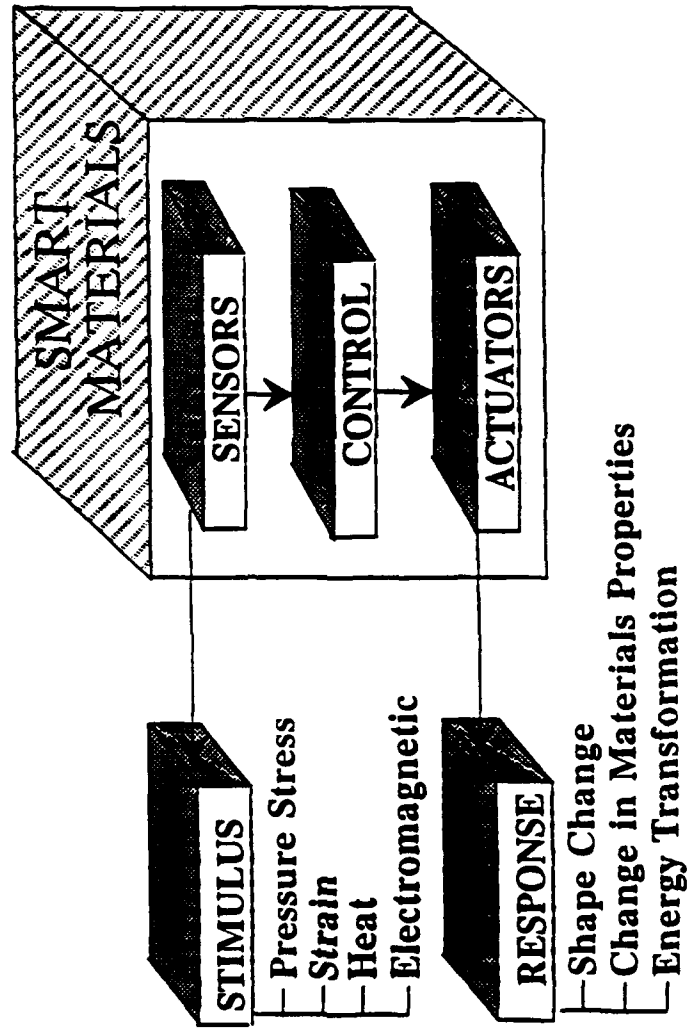 SMART
MATERIALS
SENSORS
CONTROL
ACTUATORS
STIMULUS
Pressure Stress
Strain
Heat
Electromagnetic
RESPONSE
Shape Change
Change in Materials Properties
Energy Transformation